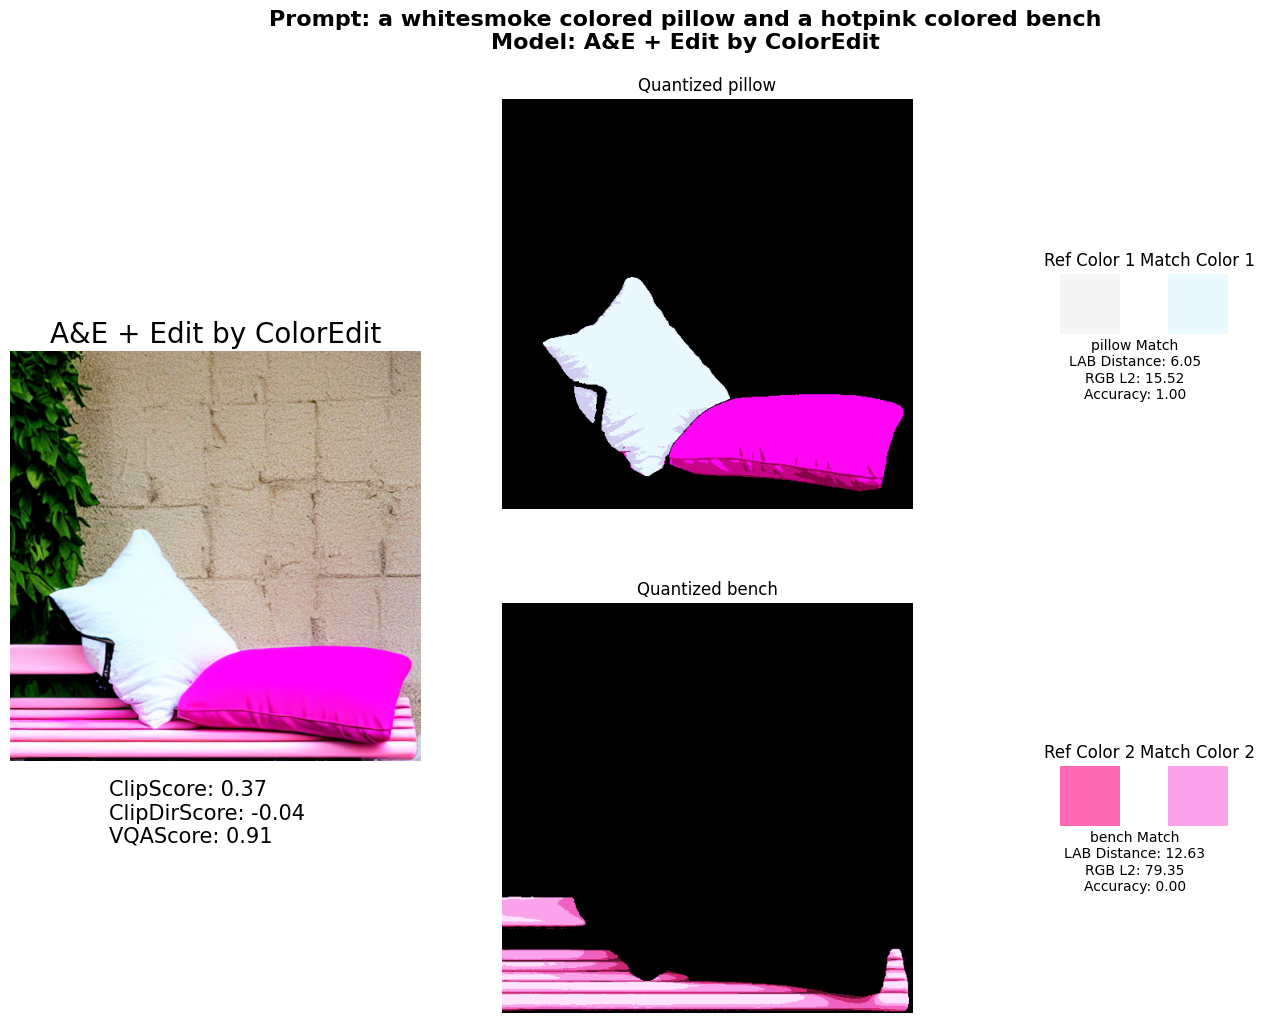 Prompt: a whitesmoke colored pillow and a hotpink colored bench
Model: A&E + Edit by ColorEdit
Quantized pillow
Ref Color 1 Match Color 1
pillow Match
LAB Distance: 6.05
RGB L2: 15.52
Accuracy: 1.00
A&E + Edit by ColorEdit
ClipScore: 0.37
ClipDirScore: -0.04
VQAScore: 0.91
Quantized bench
Ref Color 2 Match Color 2
bench Match
LAB Distance: 12.63
RGB L2: 79.35
Accuracy: 0.00